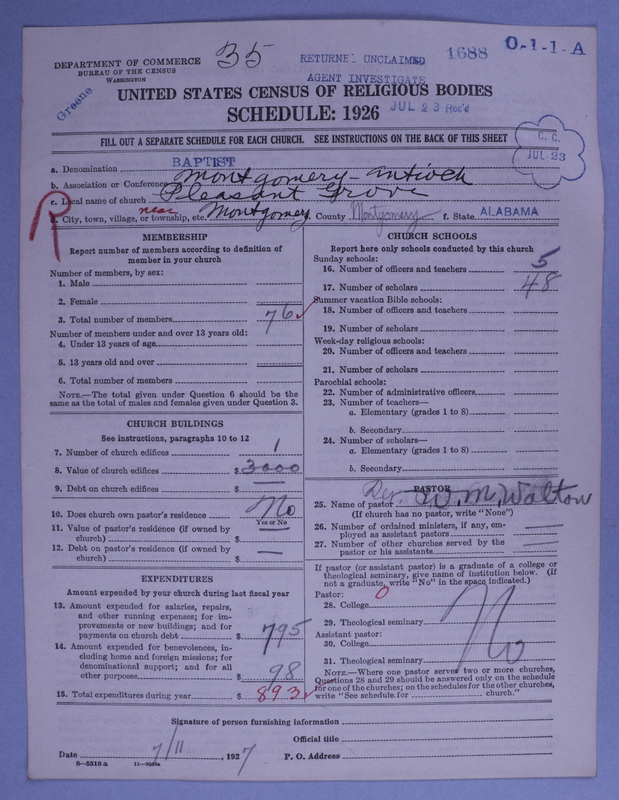 DEPARTMENT OF COMMERCE
BUREAU OF THE CENSUS
WASHINGTON
35
RETURNED UNCLAIMED
AGENT INVESTIGATE
1688
O-1-1-A
Greene
UNITED STATES CENSUS OF RELIGIOUS BODIES
SCHEDULE: 1926
JUL 23 Rec'd
FILL OUT A SEPARATE SCHEDULE FOR EACH CHURCH. SEE INSTRUCTIONS ON THE BACK OF THIS SHEET
C. C.
JUL 23
a. Denomination BAPTIST
b. Association or Conference Montgomery-Antioch
c. Local name of church Pleasant Grove
R
d. City, town, village, or township, etc. near Montgomery e. County Montgomery f. State ALABAMA
MEMBERSHIP
Report number of members according to definition of member in your church
Number of members, by sex:
1. Male
2. Female
3. Total number of members 76
Number of members under and over 13 years old:
4. Under 13 years of age
5. 13 years old and over
6. Total number of members
NOTE.—The total given under Question 6 should be the same as the total of males and females given under Question 3.
CHURCH BUILDINGS
See instructions, paragraphs 10 to 12
7. Number of church edifices 1
8. Value of church edifices $ 3000
9. Debt on church edifices $ —
10. Does church own pastor's residence No
Yes or No
11. Value of pastor's residence (if owned by church) $
12. Debt on pastor's residence (if owned by church) $ —
EXPENDITURES
Amount expended by your church during last fiscal year
13. Amount expended for salaries, repairs, and other running expenses; for improvements or new buildings; and for payments on church debt $ 795
14. Amount expended for benevolences, including home and foreign missions; for denominational support; and for all other purposes $ 98
15. Total expenditures during year $ 893
CHURCH SCHOOLS
Report here only schools conducted by this church
Sunday schools:
16. Number of officers and teachers 5
17. Number of scholars 48
Summer vacation Bible schools:
18. Number of officers and teachers
19. Number of scholars
Week-day religious schools:
20. Number of officers and teachers
21. Number of scholars
Parochial schools:
22. Number of administrative officers
23. Number of teachers—
a. Elementary (grades 1 to 8)
b. Secondary
24. Number of scholars—
a. Elementary (grades 1 to 8)
b. Secondary
PASTOR
25. Name of pastor Rev. W. M. Walton
(If church has no pastor, write "None")
26. Number of ordained ministers, if any, employed as assistant pastors —
27. Number of other churches served by the pastor or his assistants —
If pastor (or assistant pastor) is a graduate of a college or theological seminary, give name of institution below. (If not a graduate, write "No" in the space indicated.)
Pastor: 0
28. College
29. Theological seminary No
Assistant pastor:
30. College
31. Theological seminary
NOTE.—Where one pastor serves two or more churches, Questions 28 and 29 should be answered only on the schedule for one of the churches; on the schedules for the other churches, write "See schedule for church."
Signature of person furnishing information
Official title
Date 7/11, 1927 P. O. Address
8-5518 a